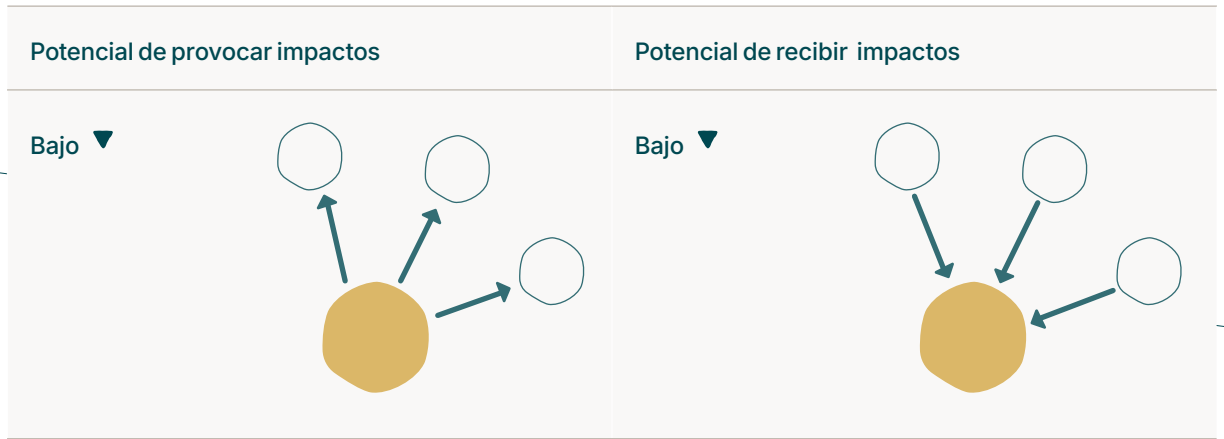 Potencial de provocar impactos
Potencial de recibir impactos
Bajo
Bajo